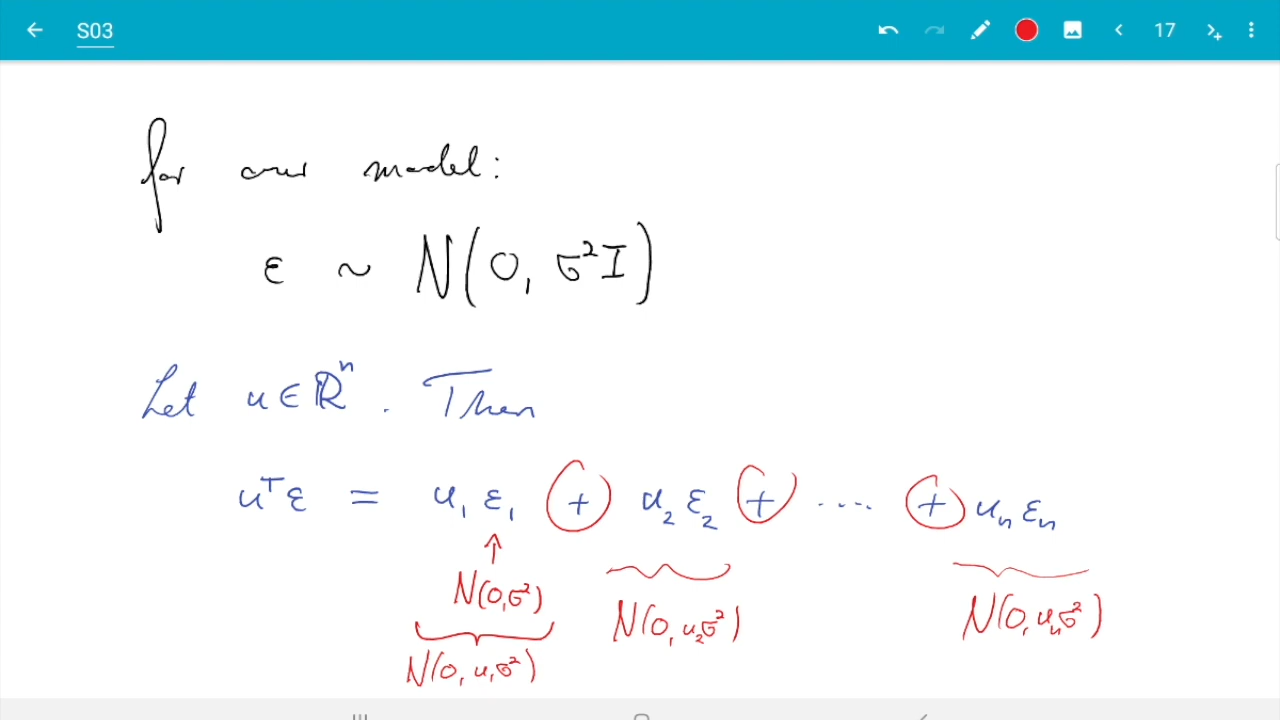 S03
17
for our model:
ε ~ N(0, σ²I)
Let u ∈ ℝⁿ. Then
uᵀε = u₁ε₁ + u₂ε₂ + .... + uₙεₙ
↑
N(0,σ²)
N(0, u₁σ²) N(0, u₂σ²) N(0, uₙσ²)